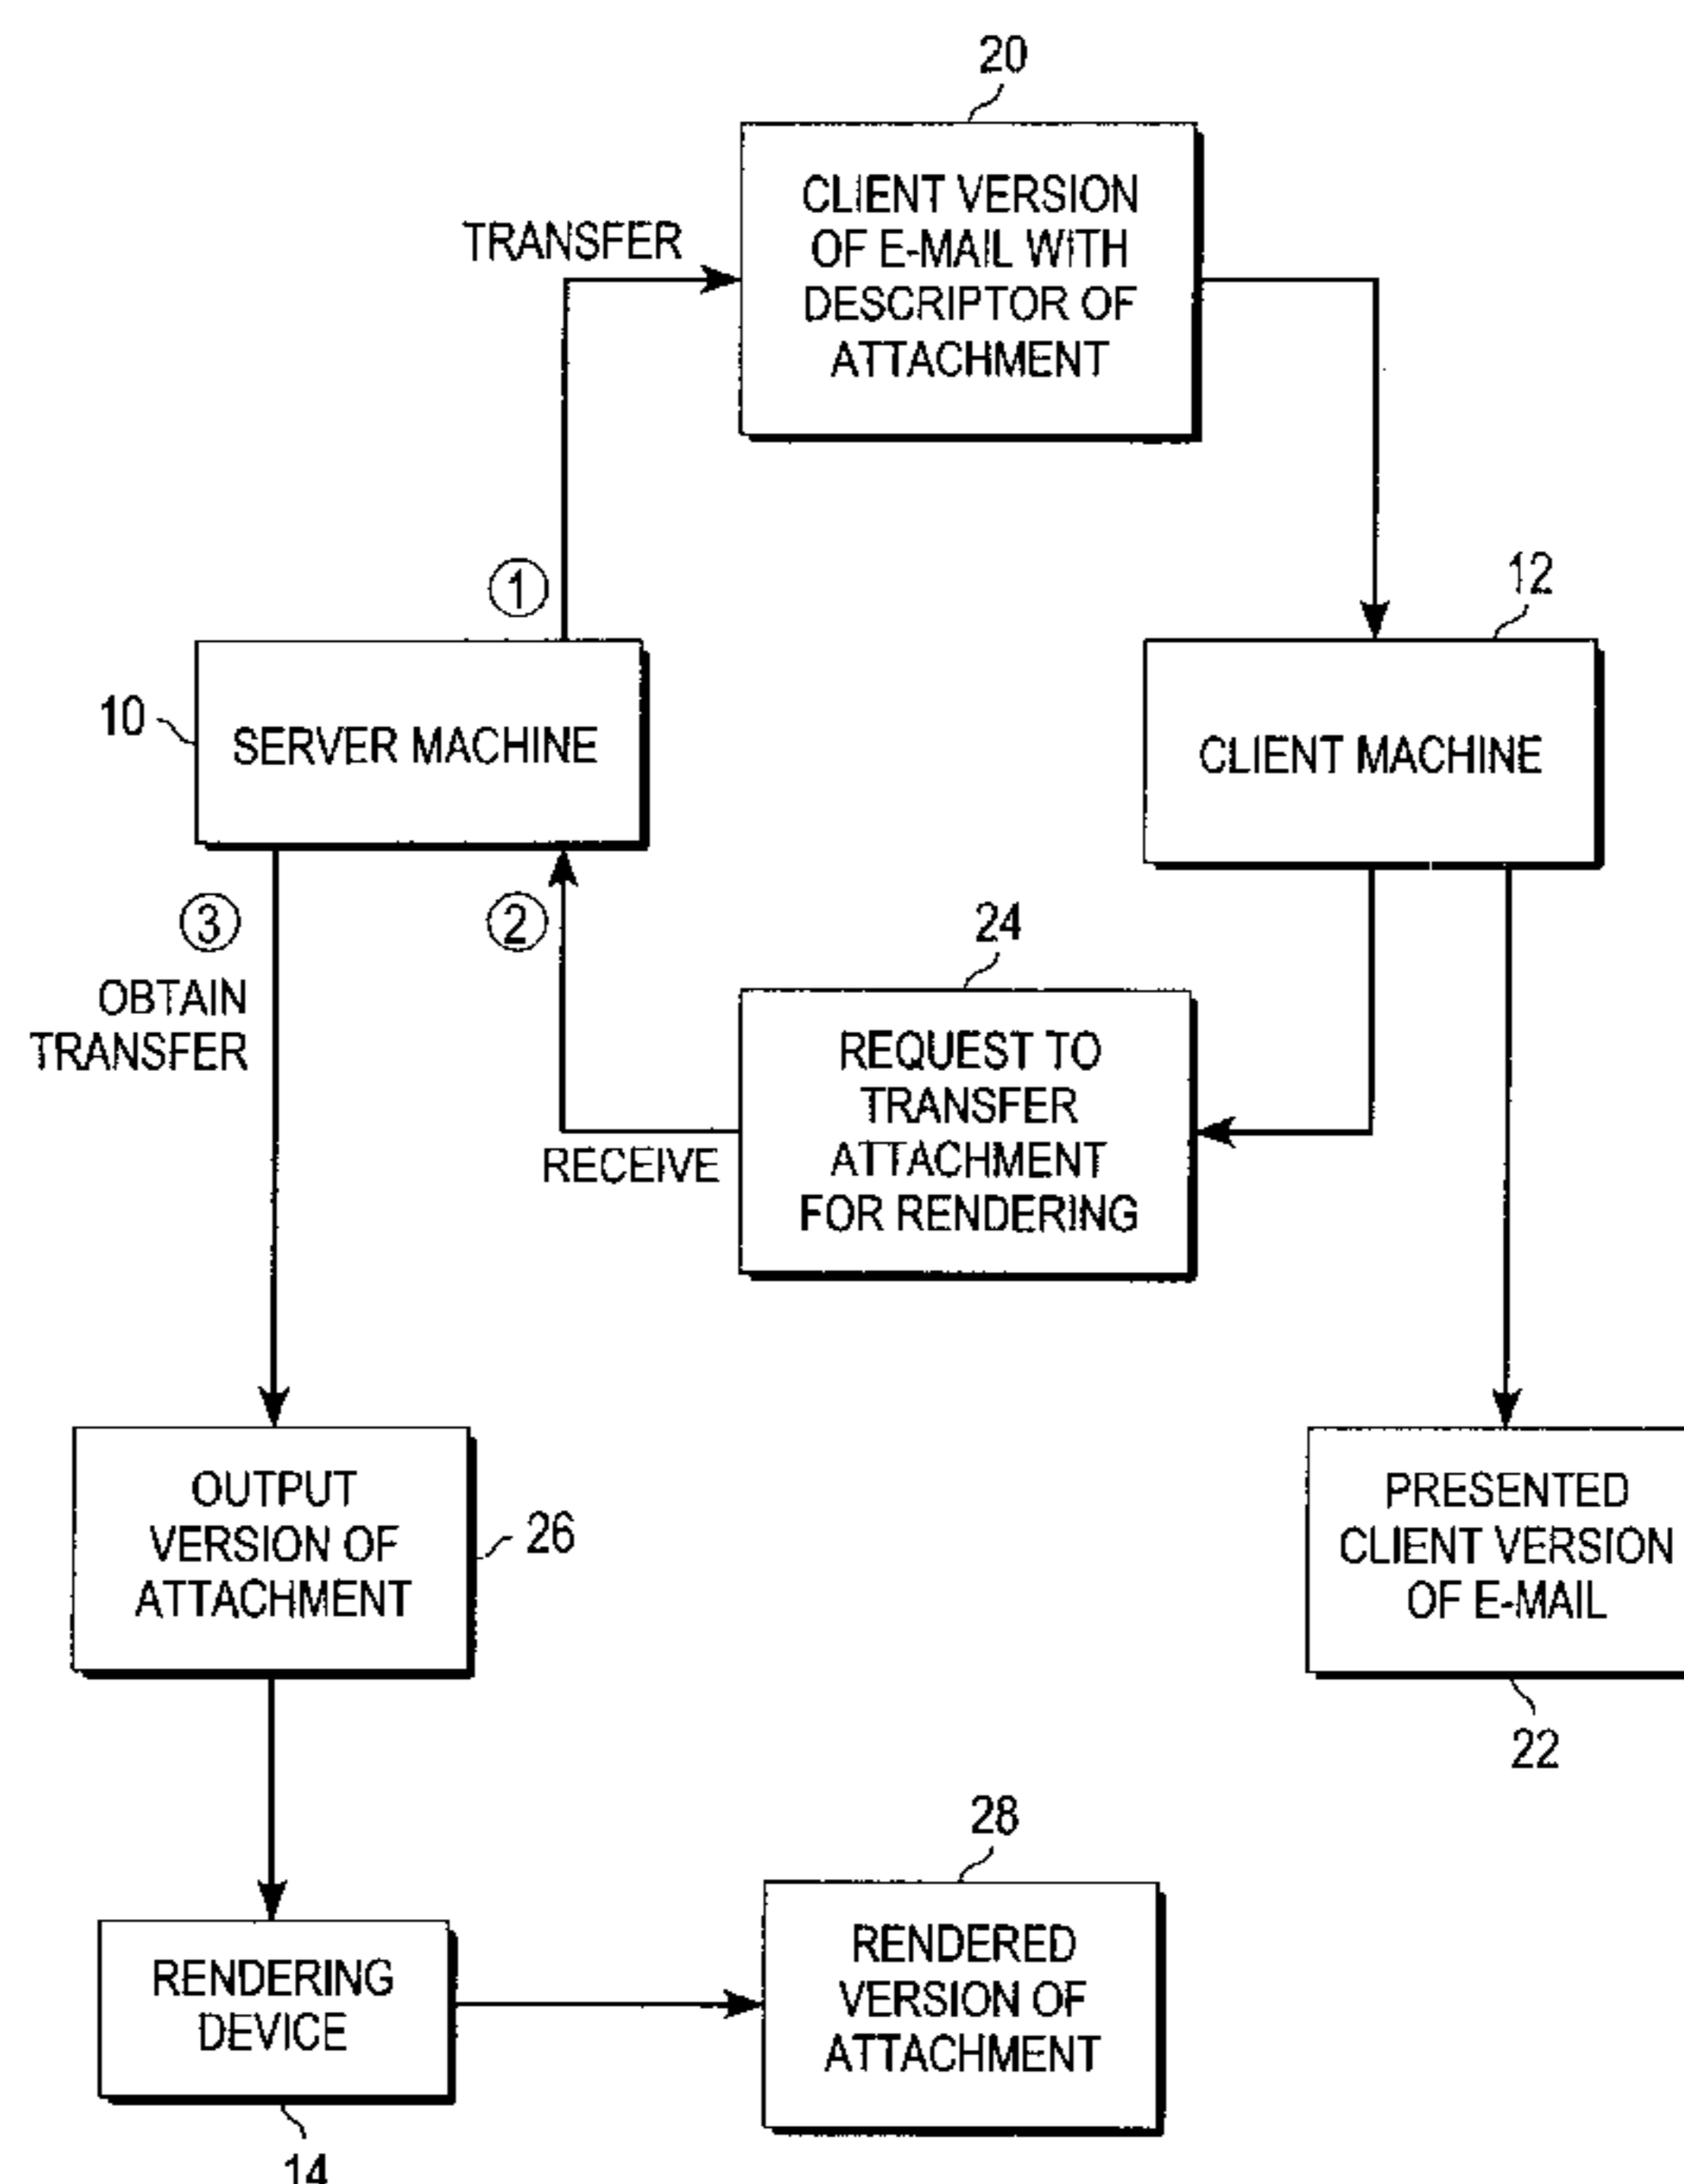 20
CLIENT VERSION
OF E-MAIL WITH
DESCRIPTOR OF
ATTACHMENT
TRANSFER
1
12
10
SERVER MACHINE
CLIENT MACHINE
3
OBTAIN
TRANSFER
2
24
REQUEST TO
TRANSFER
ATTACHMENT
FOR RENDERING
RECEIVE
OUTPUT
VERSION OF
ATTACHMENT
26
PRESENTED
CLIENT VERSION
OF E-MAIL
22
28
RENDERING
DEVICE
RENDERED
VERSION OF
ATTACHMENT
14